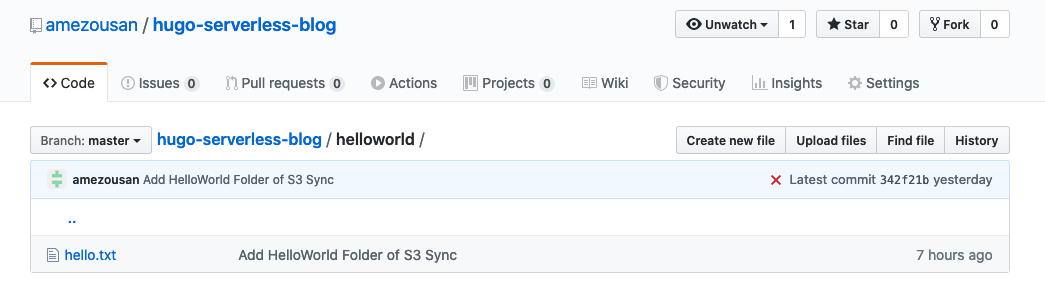 amezousan / hugo-serverless-blog Unwatch 1 Star 0 Fork 0
Code Issues 0 Pull requests 0 Actions Projects 0 Wiki Security Insights Settings
Branch: master hugo-serverless-blog / helloworld / Create new file Upload files Find file History
amezousan Add HelloWorld Folder of S3 Sync Latest commit 342f21b yesterday
..
hello.txt Add HelloWorld Folder of S3 Sync 7 hours ago